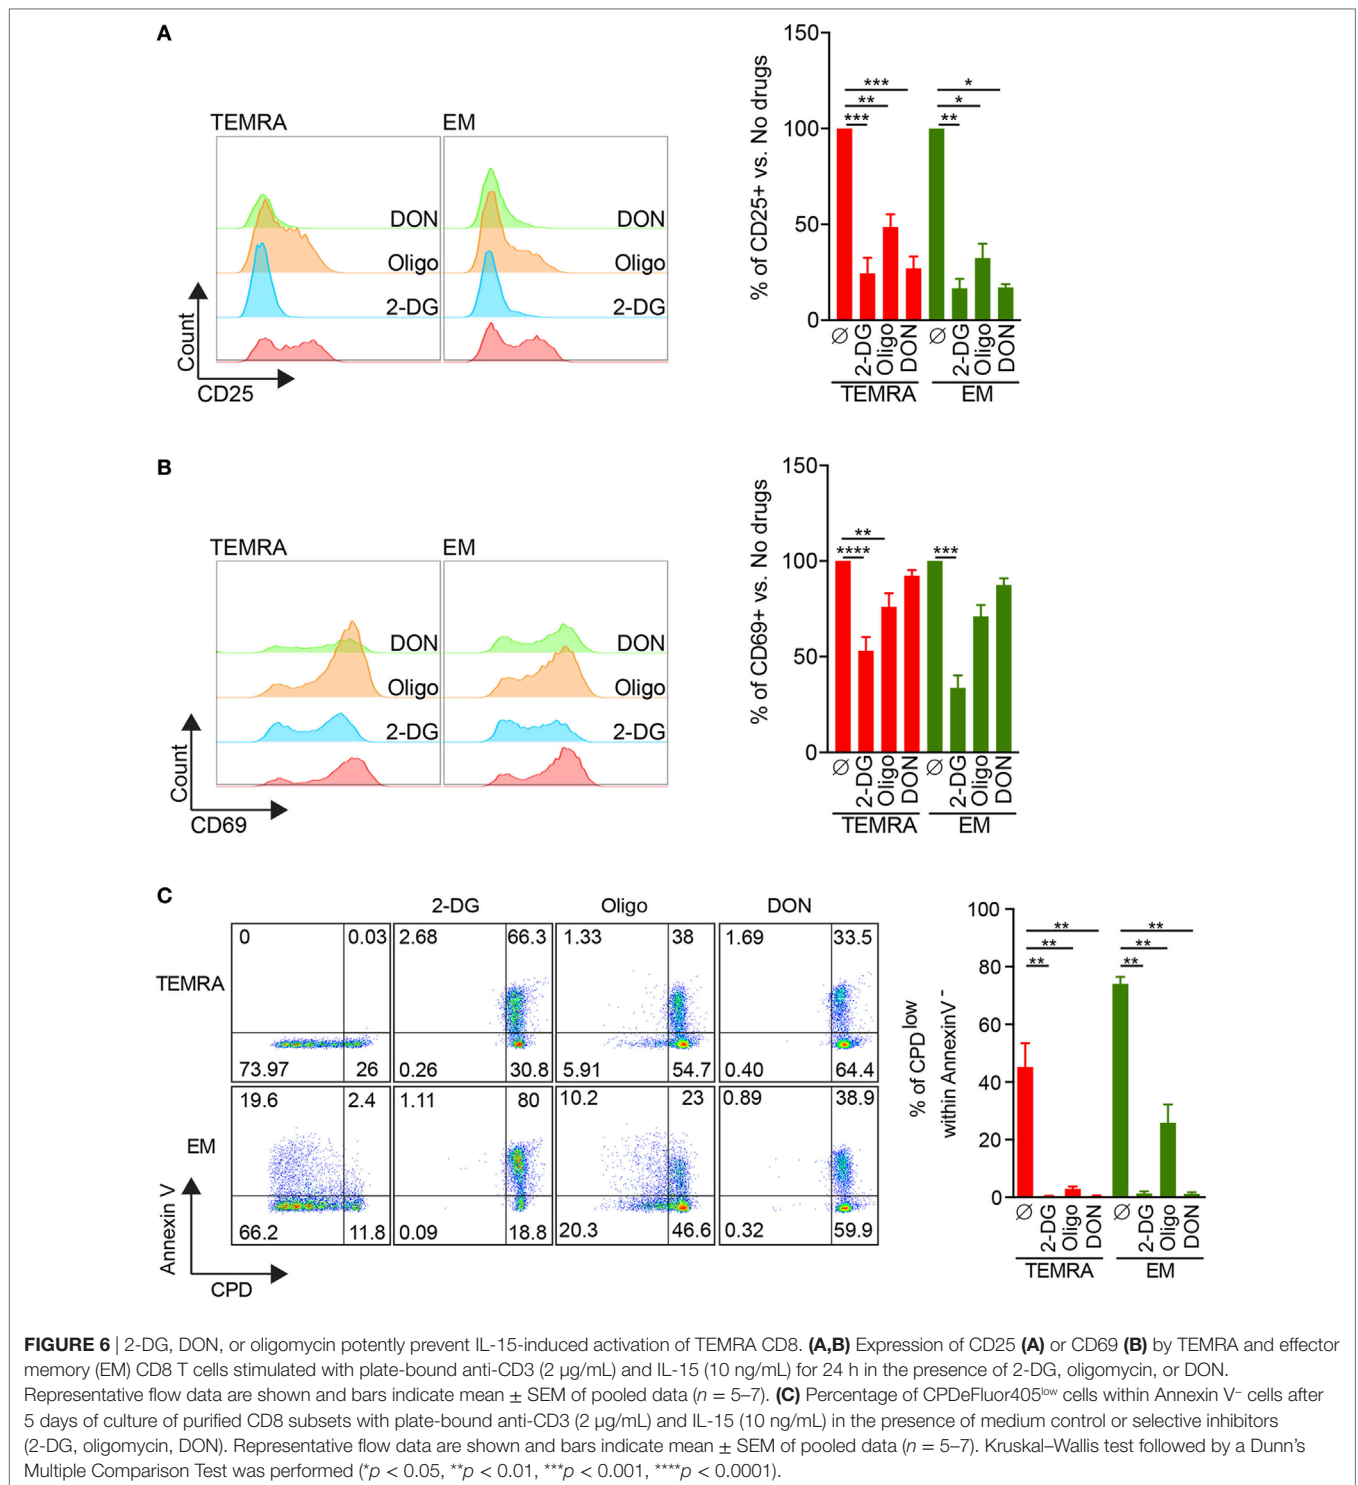 A
TEMRA
EM
DON
DON
Oligo
Oligo
2-DG
2-DG
Count
CD25
% of CD25+ vs. No drugs
150
100
50
0
***
**
***
*
*
**
∅
2-DG
Oligo
DON
∅
2-DG
Oligo
DON
TEMRA
EM
B
TEMRA
EM
DON
DON
Oligo
Oligo
2-DG
2-DG
Count
CD69
% of CD69+ vs. No drugs
150
100
50
0
**
****
***
∅
2-DG
Oligo
DON
∅
2-DG
Oligo
DON
TEMRA
EM
C
2-DG
Oligo
DON
TEMRA
0
0.03
2.68
66.3
1.33
38
1.69
33.5
73.97
26
0.26
30.8
5.91
54.7
0.40
64.4
EM
19.6
2.4
1.11
80
10.2
23
0.89
38.9
66.2
11.8
0.09
18.8
20.3
46.6
0.32
59.9
Annexin V
CPD
% of CPDlow
within AnnexinV-
100
80
60
40
20
0
**
**
**
**
**
**
∅
2-DG
Oligo
DON
∅
2-DG
Oligo
DON
TEMRA
EM
FIGURE 6 | 2-DG, DON, or oligomycin potently prevent IL-15-induced activation of TEMRA CD8. (A,B) Expression of CD25 (A) or CD69 (B) by TEMRA and effector
memory (EM) CD8 T cells stimulated with plate-bound anti-CD3 (2 μg/mL) and IL-15 (10 ng/mL) for 24 h in the presence of 2-DG, oligomycin, or DON.
Representative flow data are shown and bars indicate mean ± SEM of pooled data (n = 5–7). (C) Percentage of CPDeFluor405low cells within Annexin V− cells after
5 days of culture of purified CD8 subsets with plate-bound anti-CD3 (2 μg/mL) and IL-15 (10 ng/mL) in the presence of medium control or selective inhibitors
(2-DG, oligomycin, DON). Representative flow data are shown and bars indicate mean ± SEM of pooled data (n = 5–7). Kruskal–Wallis test followed by a Dunn's
Multiple Comparison Test was performed (*p < 0.05, **p < 0.01, ***p < 0.001, ****p < 0.0001).